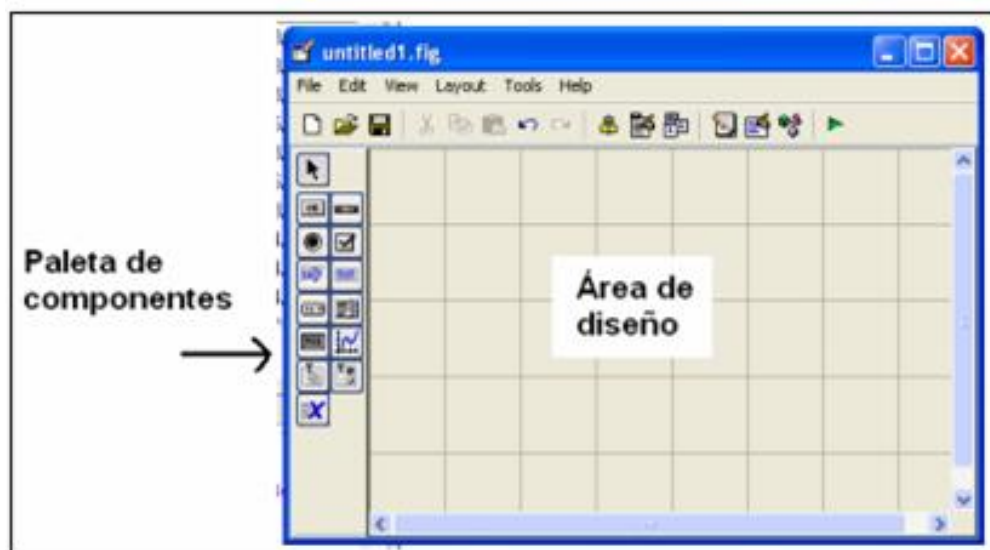 untitled1.fig
File Edit View Layout Tools Help
Paleta de
componentes
Área de
diseño